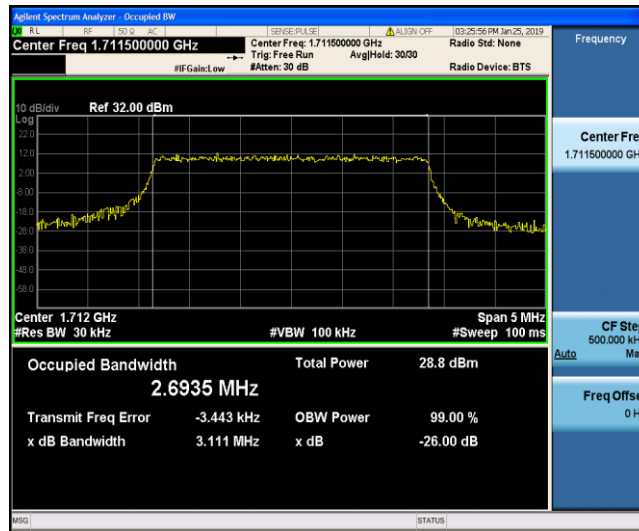 Agilent Spectrum Analyzer - Occupied BW
RL RF 50 Ω AC SENSE:PULSE ALIGN OFF 03:25:56 PM Jan 25, 2019
Center Freq 1.711500000 GHz Center Freq: 1.711500000 GHz Radio Std: None Frequency
Trig: Free Run Avg|Hold: 30/30
#IFGain:Low #Atten: 30 dB Radio Device: BTS
10 dB/div Ref 32.00 dBm
Log
22.0
12.0
2.00
-8.00
-18.0
-28.0
-38.0
-48.0
-58.0
Center Fre
1.711500000 GH
Center 1.712 GHz Span 5 MHz
#Res BW 30 kHz #VBW 100 kHz #Sweep 100 ms
CF Ste
500.000 kH
Auto Ma
Occupied Bandwidth Total Power 28.8 dBm
2.6935 MHz
Transmit Freq Error -3.443 kHz OBW Power 99.00 %
x dB Bandwidth 3.111 MHz x dB -26.00 dB
Freq Offse
0 H
MSG STATUS